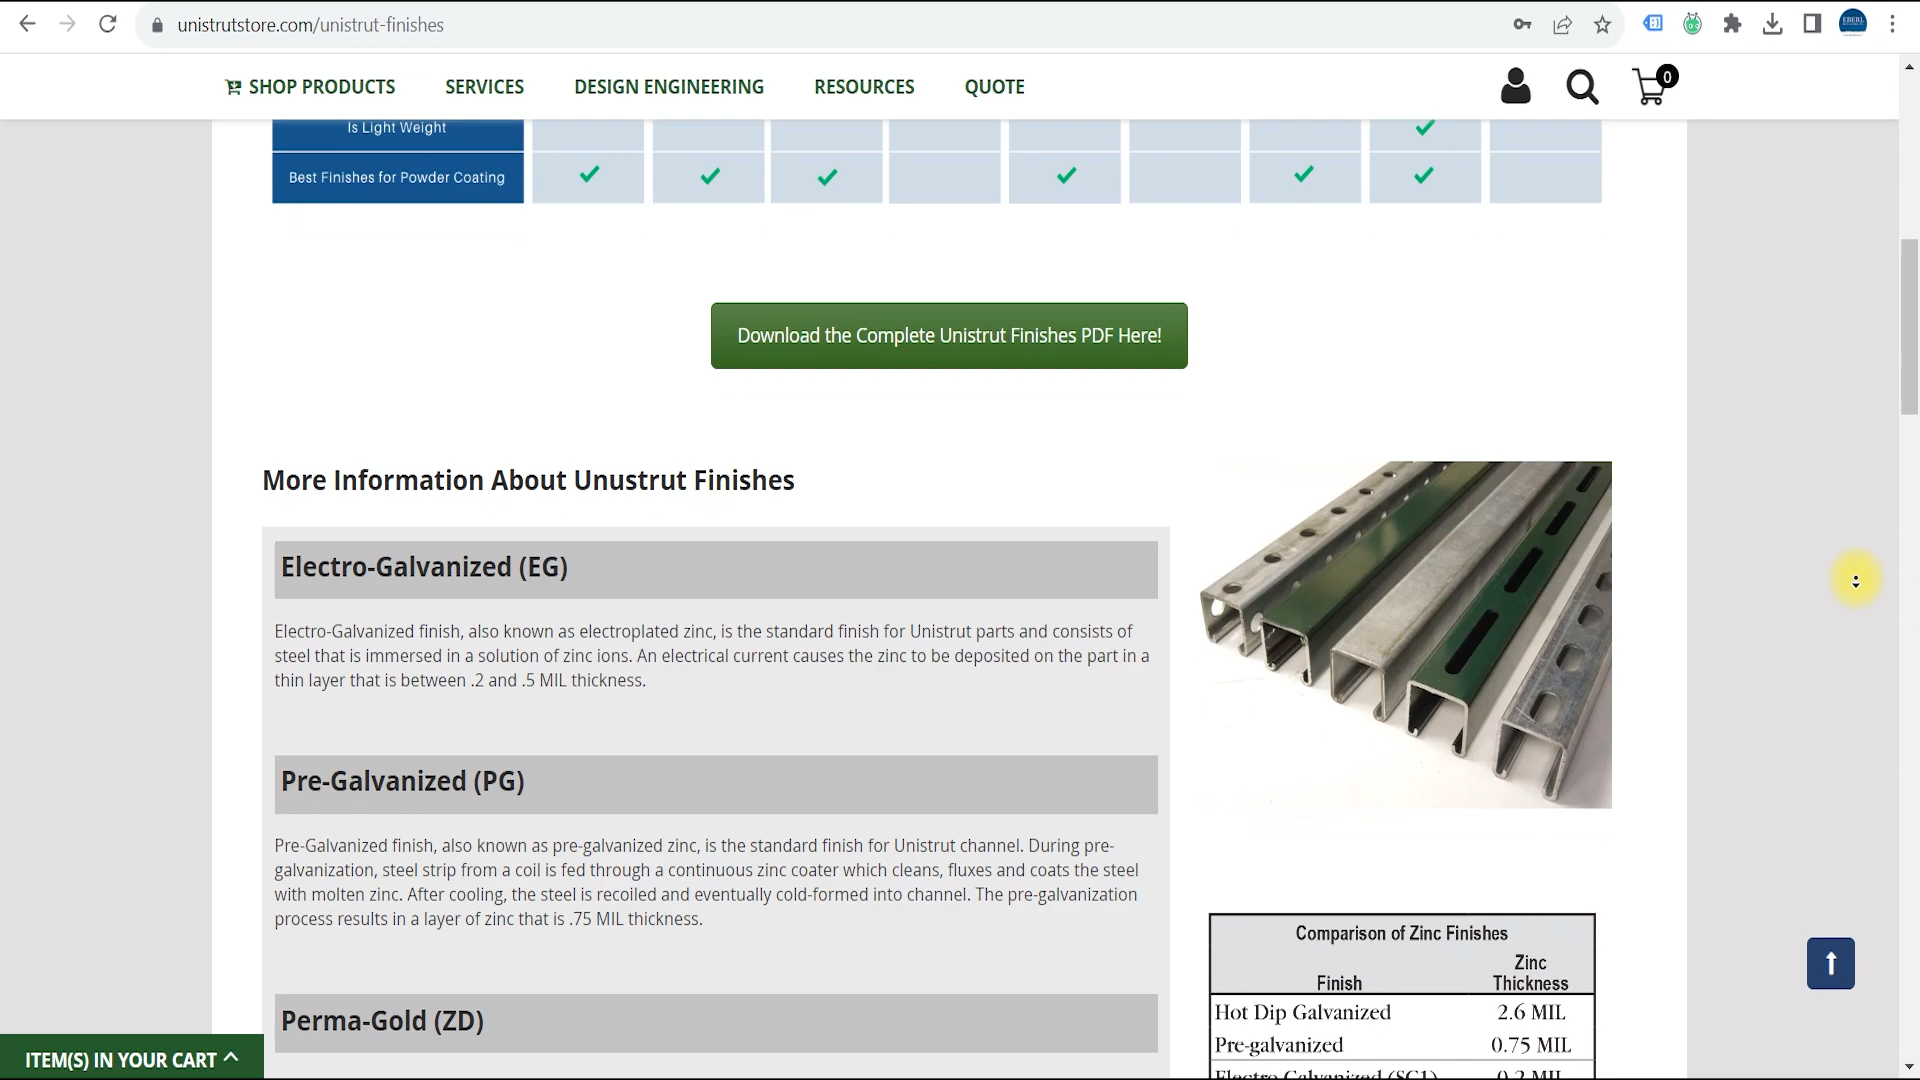 unistrutstore.com/unistrut-finishes
SHOP PRODUCTS SERVICES DESIGN ENGINEERING RESOURCES QUOTE 0
Is Light Weight
Best Finishes for Powder Coating
Download the Complete Unistrut Finishes PDF Here!
More Information About Unustrut Finishes
Electro-Galvanized (EG)
Electro-Galvanized finish, also known as electroplated zinc, is the standard finish for Unistrut parts and consists of
steel that is immersed in a solution of zinc ions. An electrical current causes the zinc to be deposited on the part in a
thin layer that is between .2 and .5 MIL thickness.
Pre-Galvanized (PG)
Pre-Galvanized finish, also known as pre-galvanized zinc, is the standard finish for Unistrut channel. During pre-
galvanization, steel strip from a coil is fed through a continuous zinc coater which cleans, fluxes and coats the steel
with molten zinc. After cooling, the steel is recoiled and eventually cold-formed into channel. The pre-galvanization
process results in a layer of zinc that is .75 MIL thickness.
Perma-Gold (ZD)
Comparison of Zinc Finishes
Zinc
Finish Thickness
Hot Dip Galvanized 2.6 MIL
Pre-galvanized 0.75 MIL
Electro Galvanized (SC1) 0.2 MIL
ITEM(S) IN YOUR CART